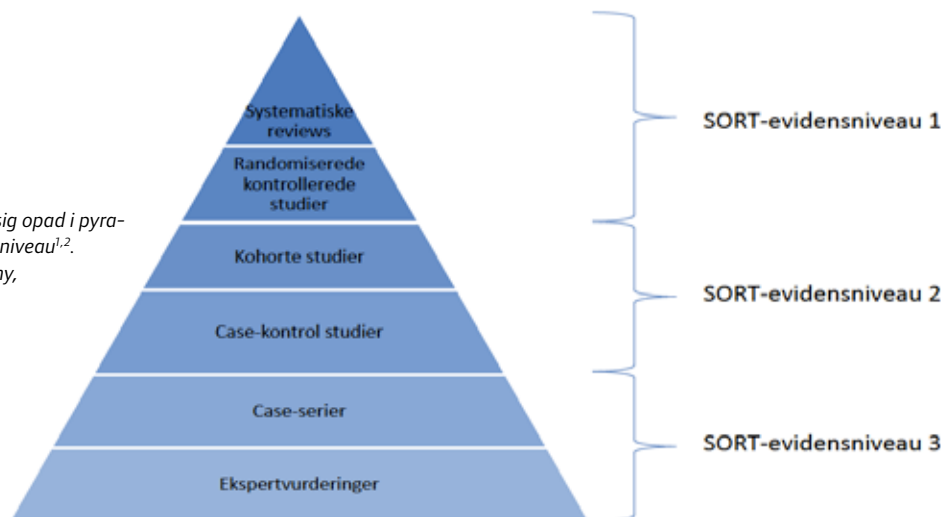 Systematiske
reviews
Randomiserede
kontrollerede
studier
Kohorte studier
Case-kontrol studier
Case-serier
Ekspertvurderinger
SORT-evidensniveau 1
SORT-evidensniveau 2
SORT-evidensniveau 3
sig opad i pyra-
niveau1,2.
ny,